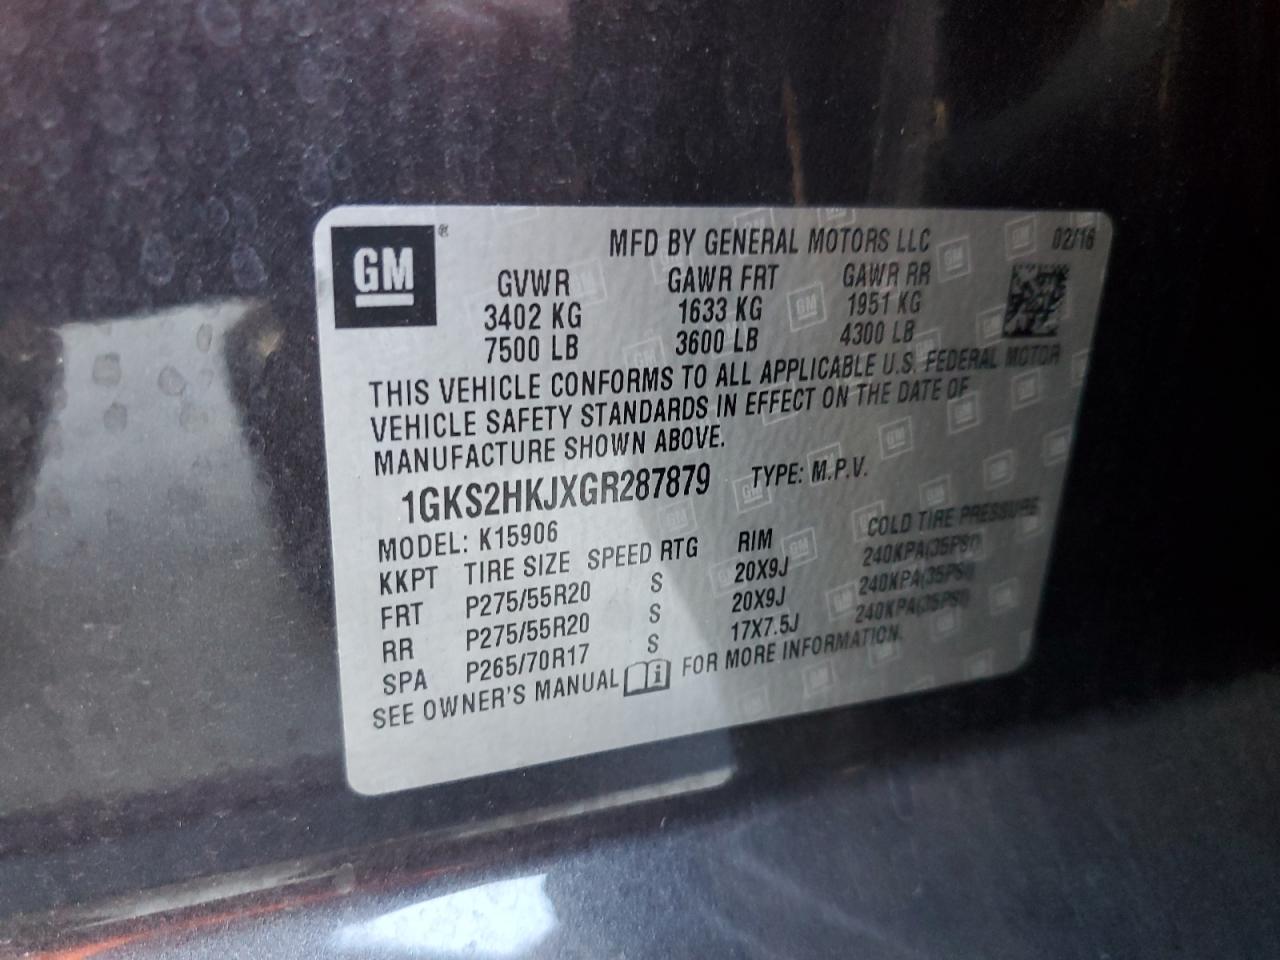 GM®
MFD BY GENERAL MOTORS LLC 02/16
GVWR GAWR FRT GAWR RR
3402 KG 1633 KG 1951 KG
7500 LB 3600 LB 4300 LB
THIS VEHICLE CONFORMS TO ALL APPLICABLE U.S. FEDERAL MOTOR
VEHICLE SAFETY STANDARDS IN EFFECT ON THE DATE OF
MANUFACTURE SHOWN ABOVE.
1GKS2HKJXGR287879 TYPE: M.P.V.
MODEL: K15906
KKPT TIRE SIZE SPEED RTG RIM COLD TIRE PRESSURE
FRT P275/55R20 S 20X9J 240KPA(35PSI)
RR P275/55R20 S 20X9J 240KPA(35PSI)
SPA P265/70R17 S 17X7.5J 240KPA(35PSI)
SEE OWNER'S MANUAL i FOR MORE INFORMATION.